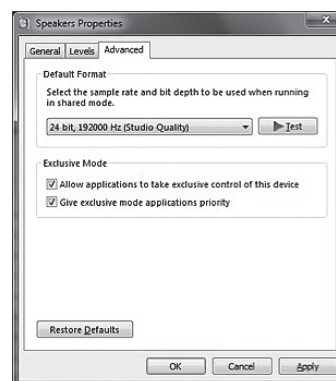 Speakers Properties
General Levels Advanced
Default Format
Select the sample rate and bit depth to be used when running
in shared mode.
24 bit, 192000 Hz (Studio Quality) Test
Exclusive Mode
Allow applications to take exclusive control of this device
Give exclusive mode applications priority
Restore Defaults
OK Cancel Apply